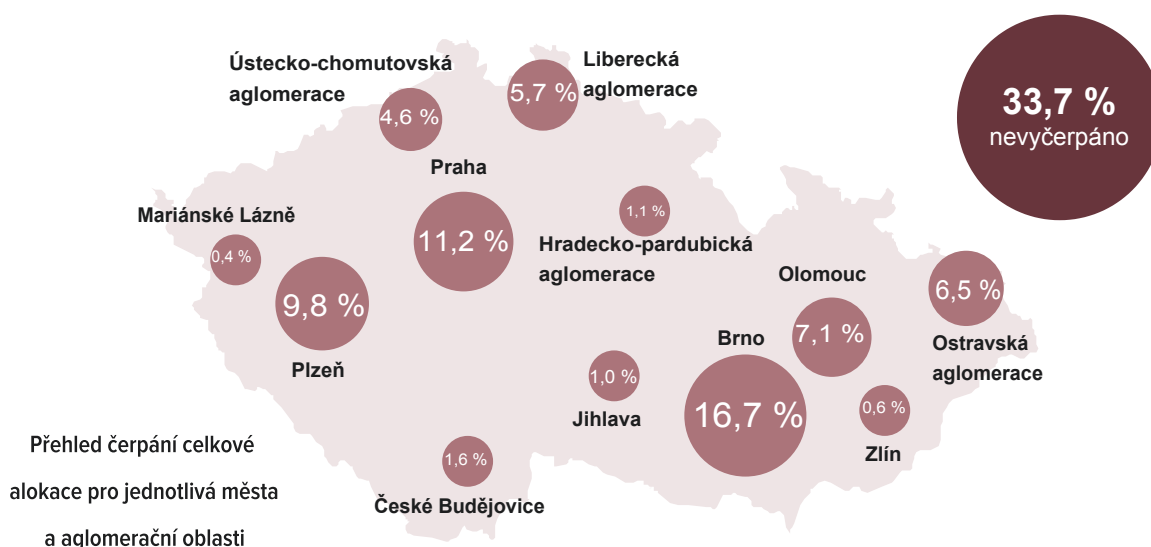 Ústecko-chomutovská
aglomerace
4,6 %
Liberecká
aglomerace
5,7 %
33,7 %
nevyčerpáno
Praha
11,2 %
Mariánské Lázně
0,4 %
1,1 %
Hradecko-pardubická
aglomerace
9,8 %
Plzeň
Olomouc
7,1 %
6,5 %
Ostravská
aglomerace
Brno
16,7 %
1,0 %
Jihlava
0,6 %
Zlín
1,6 %
České Budějovice
Přehled čerpání celkové
alokace pro jednotlivá města
a aglomerační oblasti